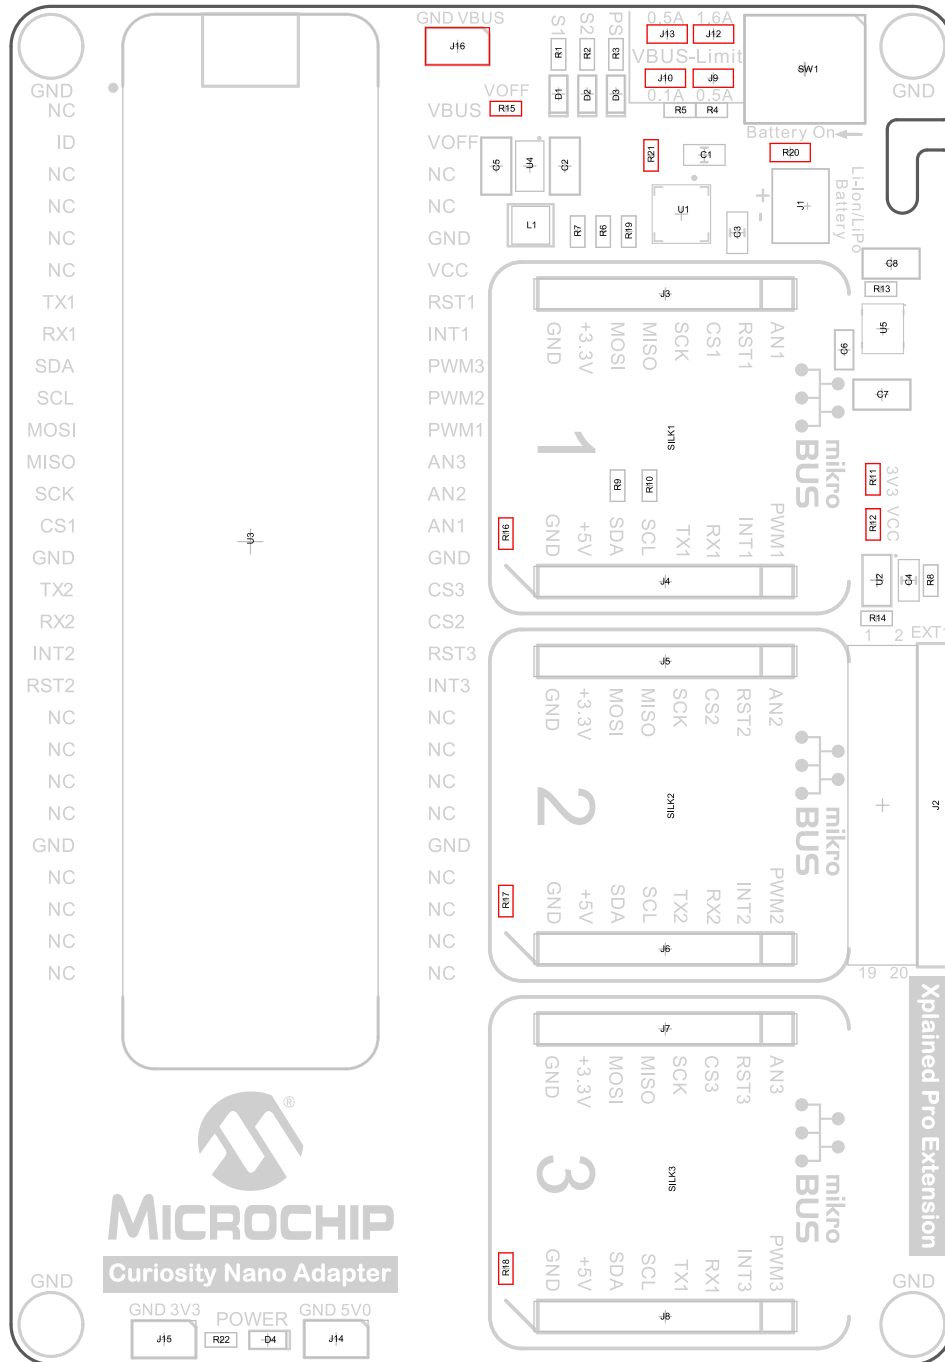 GND VBUS
J16
S1
S2
PS
R1
R2
R3
D1
D2
D3
0.5A 1.6A
J13
J12
VBUS-Limit
J10
J9
0.1A 0.5A
R5
R4
SW1
Battery On
VOFF
R15
C5
U4
C2
R21
C1
R20
L1
R7
R6
R19
U1
C3
+
-
J1
Li-Ion/LiPo
Battery
C8
R13
U5
C6
C7
GND
NC
ID
NC
NC
NC
NC
TX1
RX1
SDA
SCL
MOSI
MISO
SCK
CS1
GND
TX2
RX2
INT2
RST2
NC
NC
NC
NC
GND
NC
NC
NC
NC
U3
VBUS
VOFF
NC
NC
GND
VCC
RST1
INT1
PWM3
PWM2
PWM1
AN3
AN2
AN1
GND
CS3
CS2
RST3
INT3
NC
NC
NC
NC
GND
NC
NC
NC
NC
GND
J3
GND
+3.3V
MOSI
MISO
SCK
CS1
RST1
AN1
1
SILK1
mikro
BUS
R9
R10
R16
GND
+5V
SDA
SCL
TX1
RX1
INT1
PWM1
J4
R11
3V3
R12
VCC
U2
C4
R8
R14
1 2 EXT1
J2
19 20
J5
GND
+3.3V
MOSI
MISO
SCK
CS2
RST2
AN2
2
SILK2
mikro
BUS
R17
GND
+5V
SDA
SCL
TX2
RX2
INT2
PWM2
J6
Xplained Pro Extension
J7
GND
+3.3V
MOSI
MISO
SCK
CS3
RST3
AN3
3
SILK3
mikro
BUS
R18
GND
+5V
SDA
SCL
TX1
RX1
INT3
PWM3
J8
®
MICROCHIP
Curiosity Nano Adapter
GND
GND
GND 3V3
J15
POWER
R22
D4
GND 5V0
J14